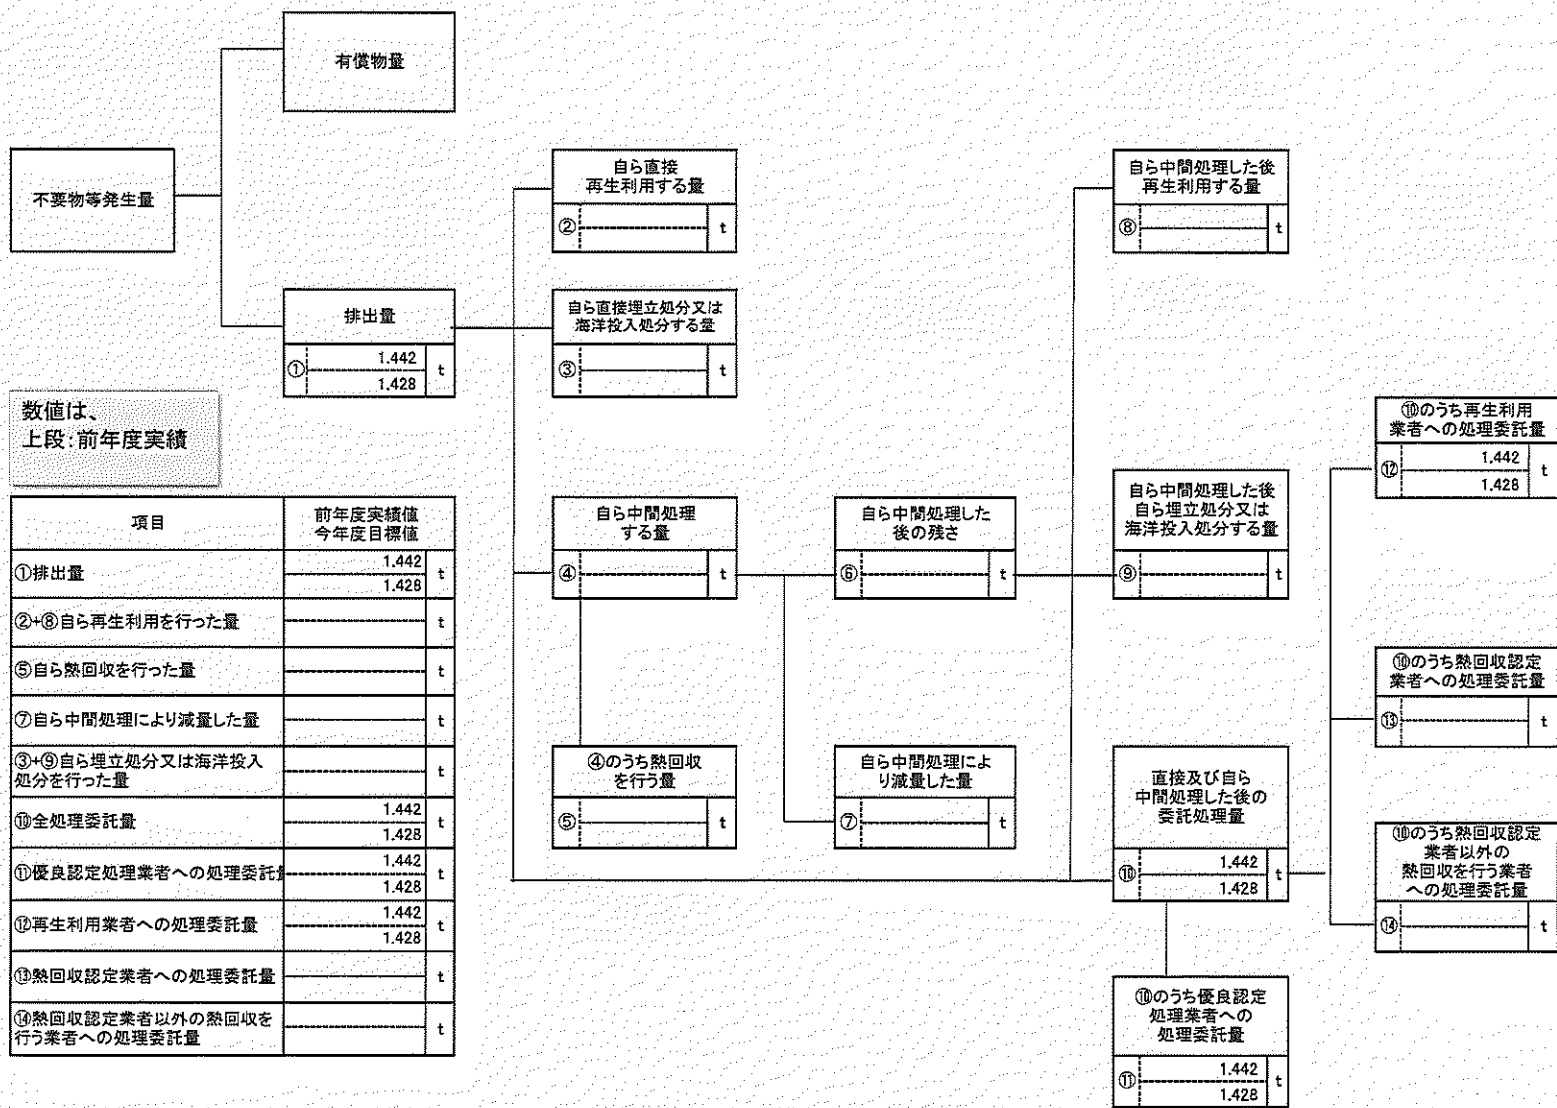 有償物量
不要物等発生量
排出量
①
1.442
1.428
t
数値は、
上段:前年度実績
自ら直接
再生利用する量
②
t
自ら直接埋立処分又は
海洋投入処分する量
③
t
自ら中間処理
する量
④
t
④のうち熱回収
を行う量
⑤
t
自ら中間処理した
後の残さ
⑥
t
自ら中間処理によ
り減量した量
⑦
t
自ら中間処理した後
再生利用する量
⑧
t
自ら中間処理した後
自ら埋立処分又は
海洋投入処分する量
⑨
t
直接及び自ら
中間処理した後の
委託処理量
⑩
1.442
1.428
t
⑩のうち優良認定
処理業者への
処理委託量
⑪
1.442
1.428
t
⑩のうち再生利用
業者への処理委託量
⑫
1.442
1.428
t
⑩のうち熱回収認定
業者への処理委託量
⑬
t
⑩のうち熱回収認定
業者以外の
熱回収を行う業者
への処理委託量
⑭
t
項目
前年度実績値
今年度目標値
①排出量
1.442
1.428
t
②+⑧自ら再生利用を行った量
t
⑤自ら熱回収を行った量
t
⑦自ら中間処理により減量した量
t
③+⑨自ら埋立処分又は海洋投入
処分を行った量
t
⑩全処理委託量
1.442
1.428
t
⑪優良認定処理業者への処理委託
1.442
1.428
t
⑫再生利用業者への処理委託量
1.442
1.428
t
⑬熱回収認定業者への処理委託量
t
⑭熱回収認定業者以外の熱回収を
行う業者への処理委託量
t